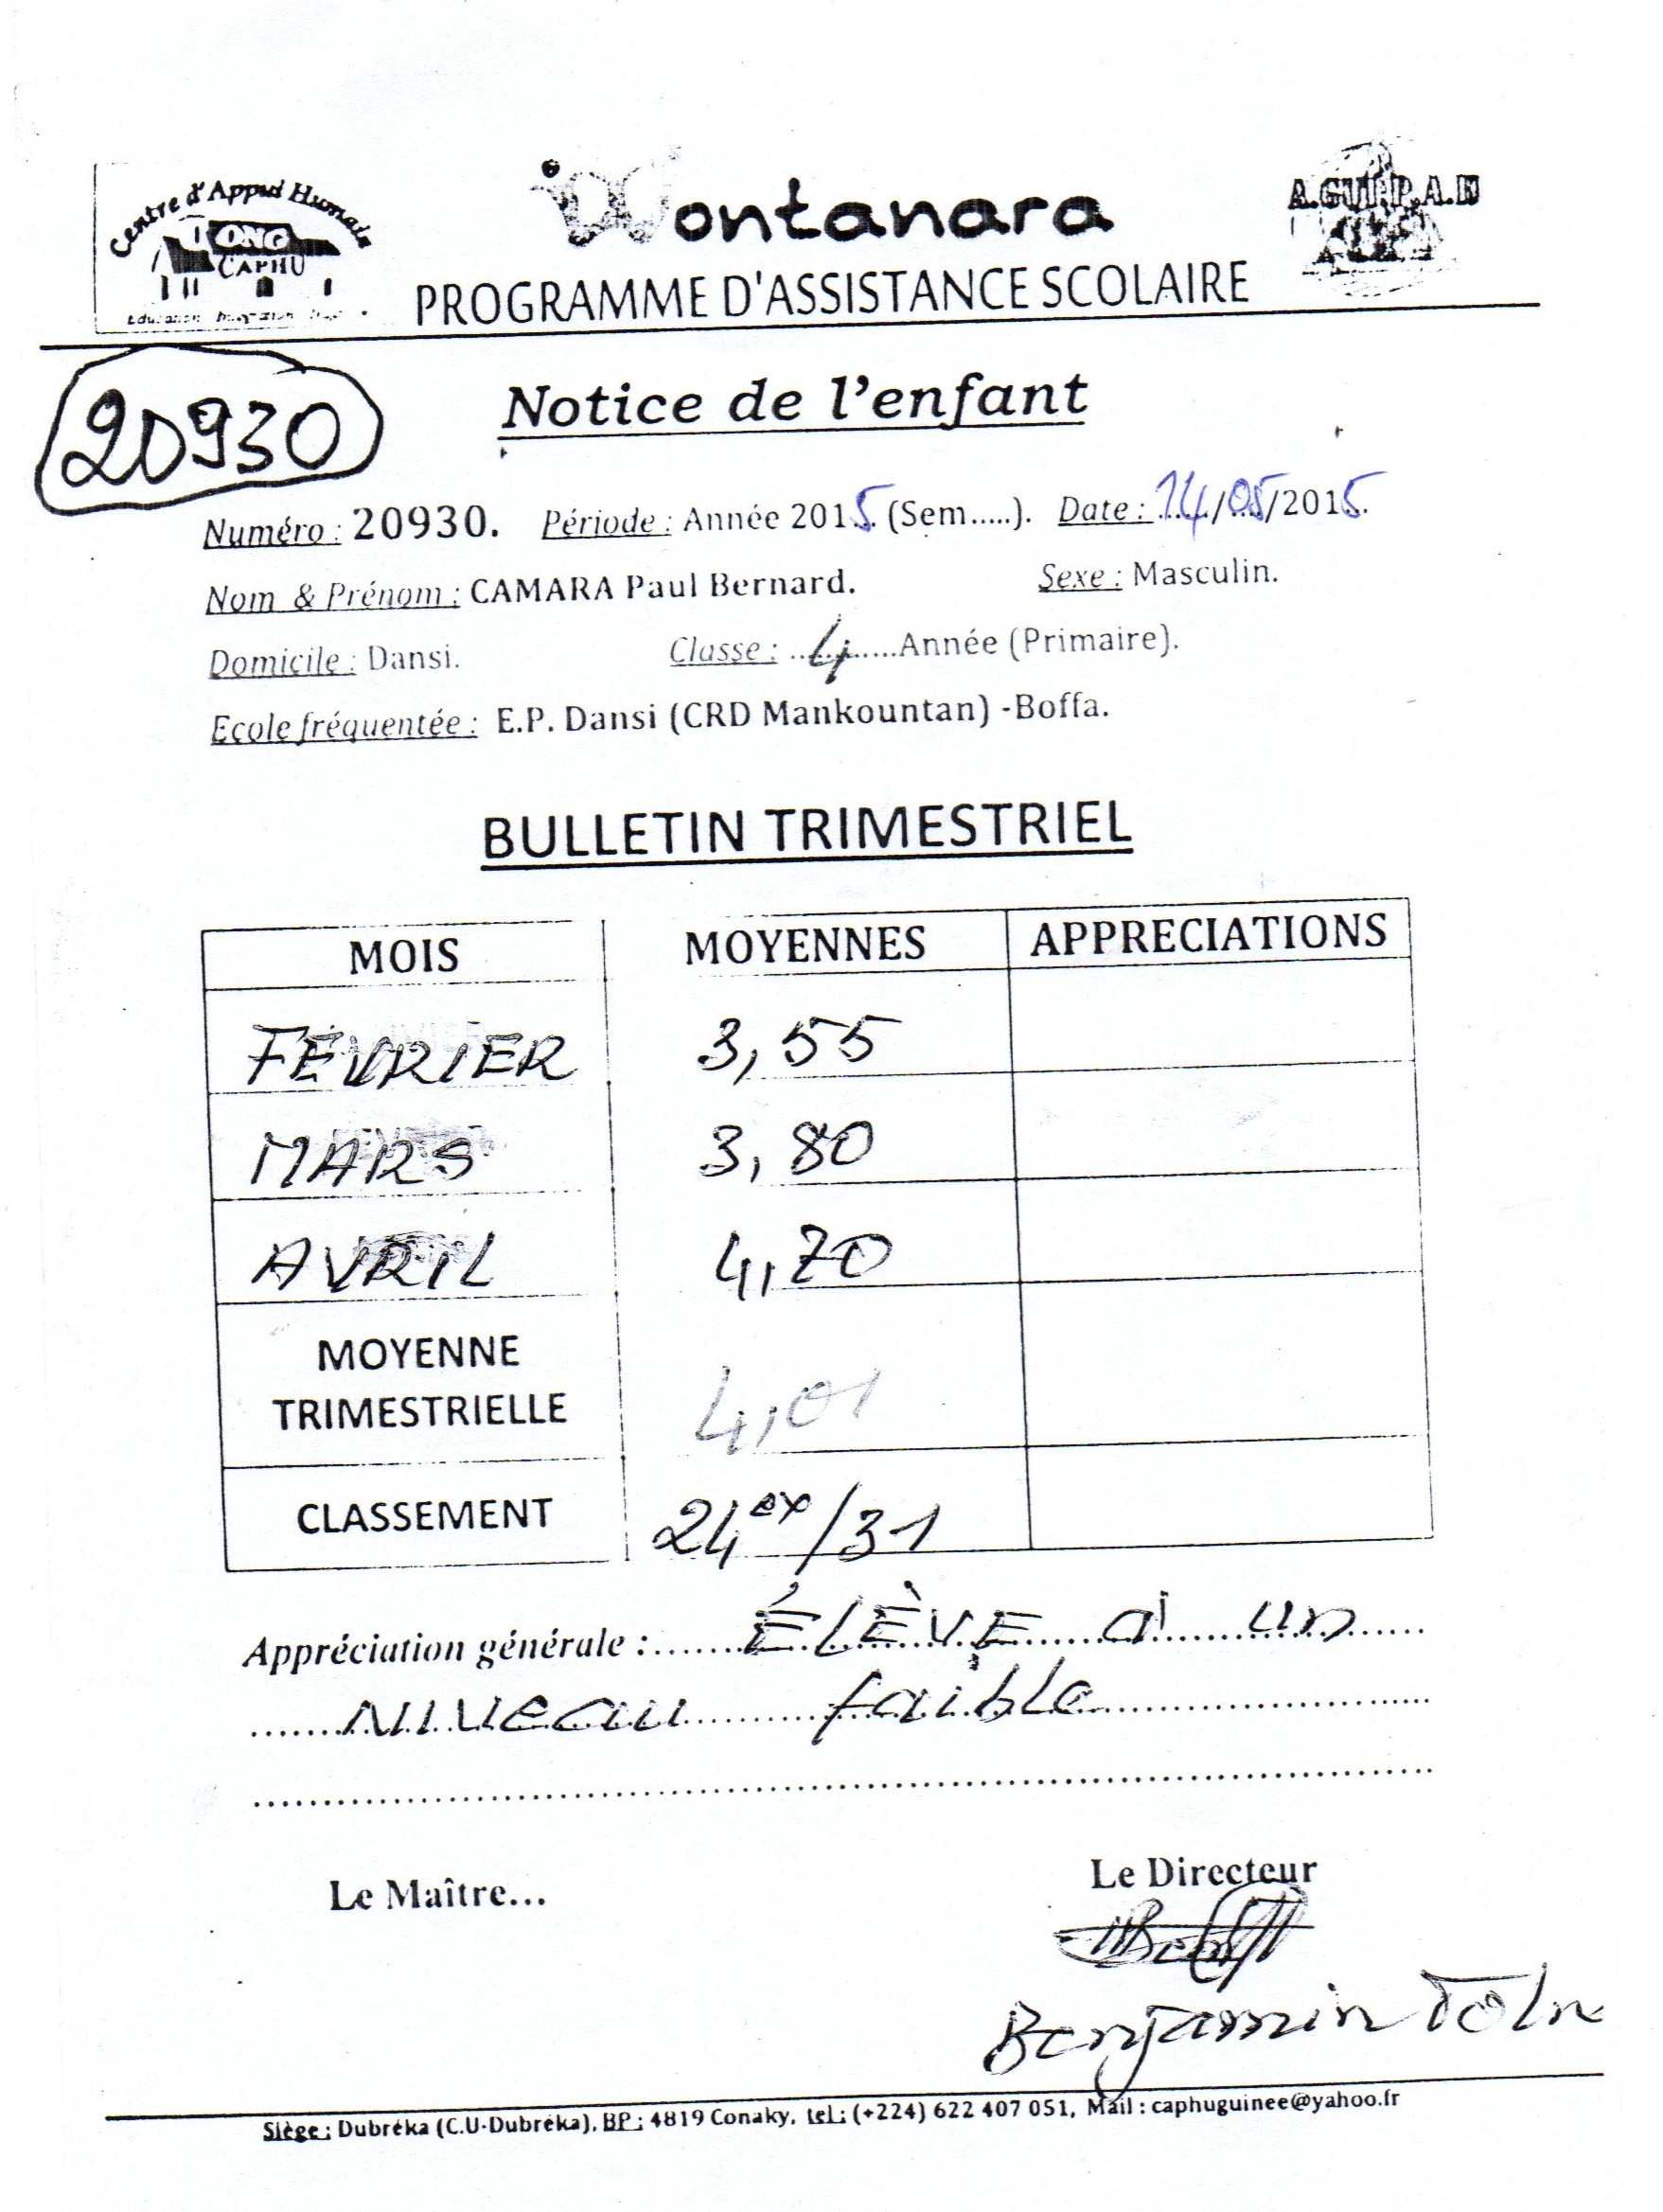 Centre d'Appui Humain
ONG
CAPHU
Wontanara
A.GUI.P.A.N
PROGRAMME D'ASSISTANCE SCOLAIRE
20930
Notice de l'enfant
Numéro : 20930. Période : Année 2015. (Sem.....). Date : 14/05/2015.
Nom & Prénom : CAMARA Paul Bernard. Sexe : Masculin.
Domicile : Dansi. Classe : ...4...Année (Primaire).
Ecole fréquentée : E.P. Dansi (CRD Mankountan) -Boffa.
BULLETIN TRIMESTRIEL
MOIS MOYENNES APPRECIATIONS
FÉVRIER 3,55
MARS 3,80
AVRIL 4,70
MOYENNE
TRIMESTRIELLE 4,01
CLASSEMENT 24ex/31
Appréciation générale : ÉLÈVE à un
niveau faible
Le Maître...
Le Directeur
Benjamin
Siège : Dubréka (C.U-Dubréka), BP : 4819 Conaky, tel : (+224) 622 407 051, Mail : caphuguinee@yahoo.fr